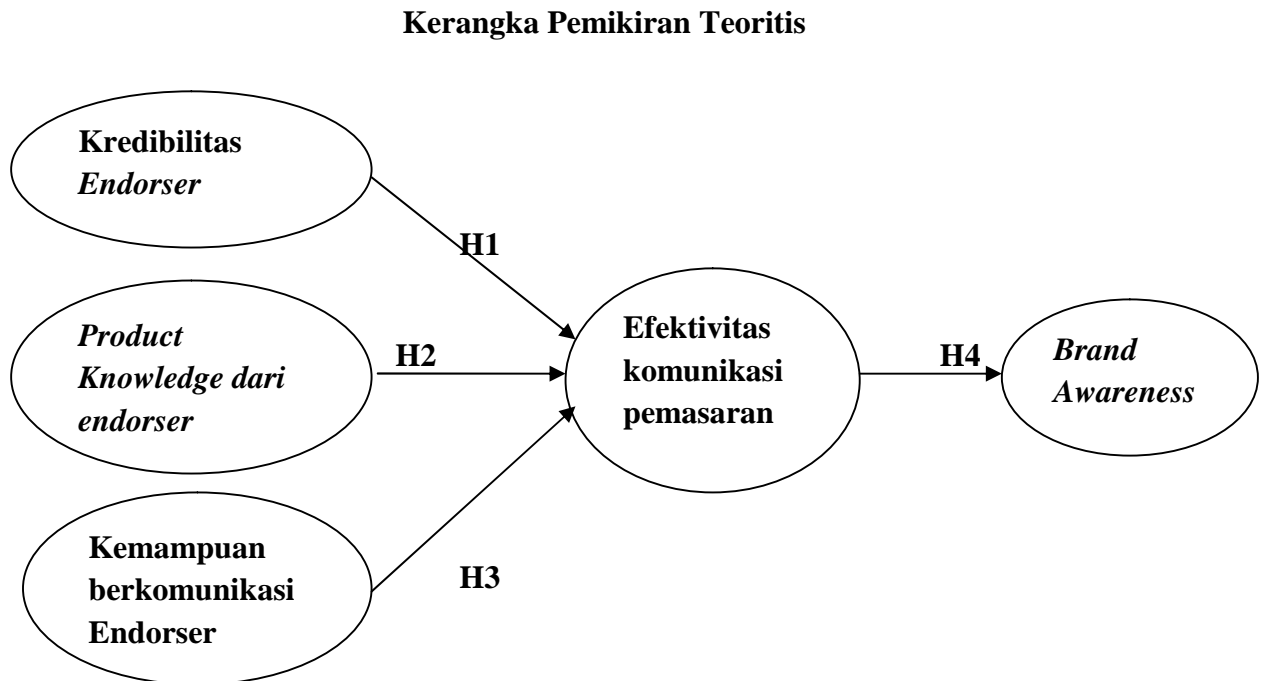 Kerangka Pemikiran Teoritis
Kredibilitas
Endorser
H1
Product
Knowledge dari
endorser
H2
Efektivitas
komunikasi
pemasaran
H4
Brand
Awareness
Kemampuan
berkomunikasi
Endorser
H3